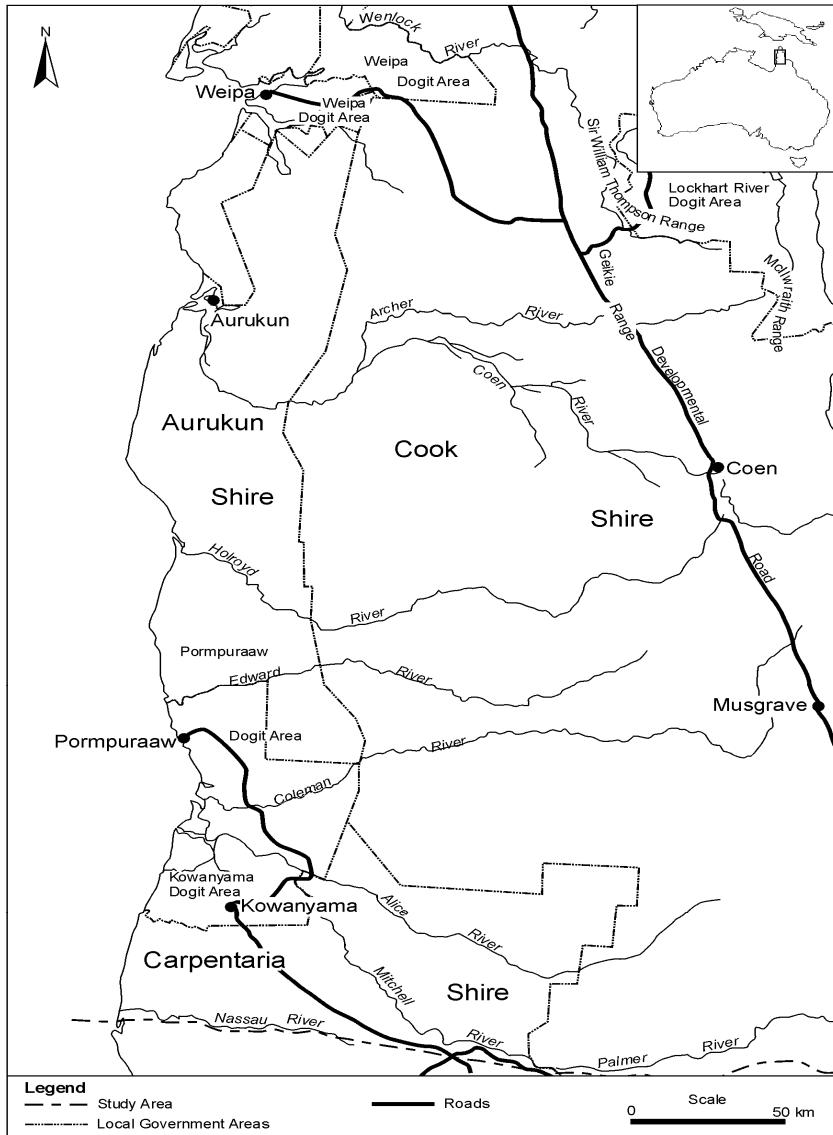 N
Wenlock River
Weipa
Dogit Area
Weipa
Weipa
Dogit Area
Sir William Thompson Range
Lockhart River
Dogit Area
McIlwraith Range
Geikie Range
Aurukun
Archer River
Developmental Road
Coen River
Aurukun
Shire
Cook
Shire
Coen
Holroyd River
Pormpuraaw
Dogit Area
Edward River
Musgrave
Pormpuraaw
Coleman River
Kowanyama
Dogit Area
Kowanyama
Alice River
Carpentaria
Shire
Mitchell River
Nassau River
Palmer River
Legend
Study Area
Local Government Areas
Roads
Scale
0 50 km